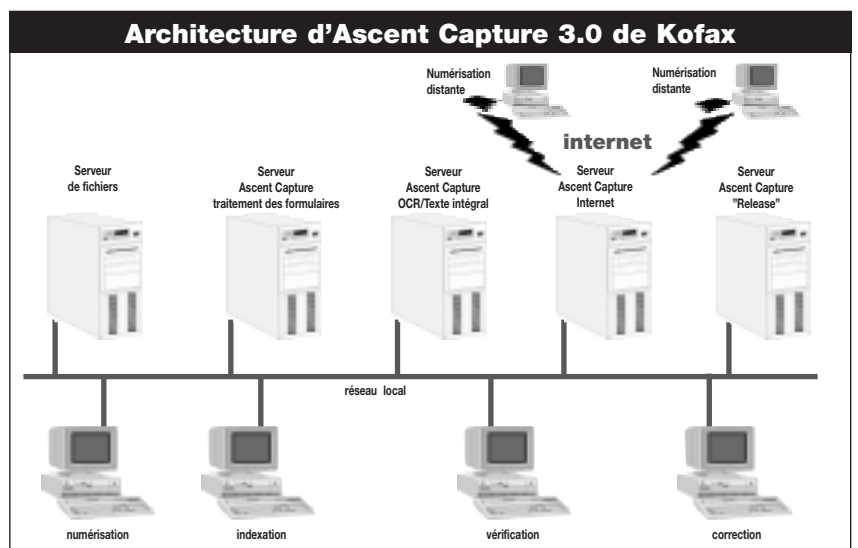 Architecture d’Ascent Capture 3.0 de Kofax
Numérisation
distante
Numérisation
distante
internet
Serveur
de fichiers
Serveur
Ascent Capture
traitement des formulaires
Serveur
Ascent Capture
OCR/Texte intégral
Serveur
Ascent Capture
Internet
Serveur
Ascent Capture
”Release”
réseau local
numérisation
indexation
vérification
correction